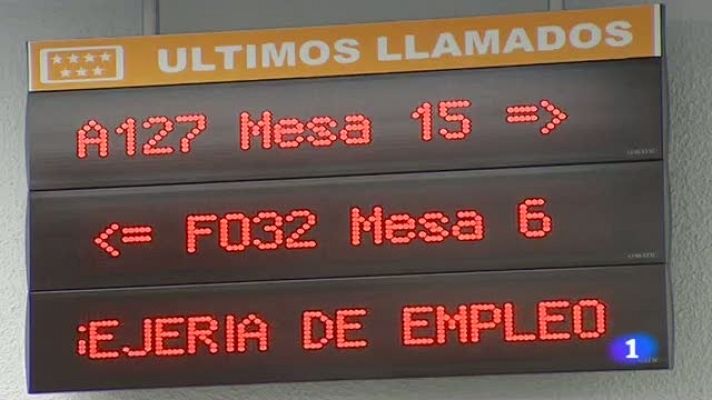 ULTIMOS LLAMADOS
A127 Mesa 15 =>
<= F032 Mesa 6
EJERIA DE EMPLEO
1